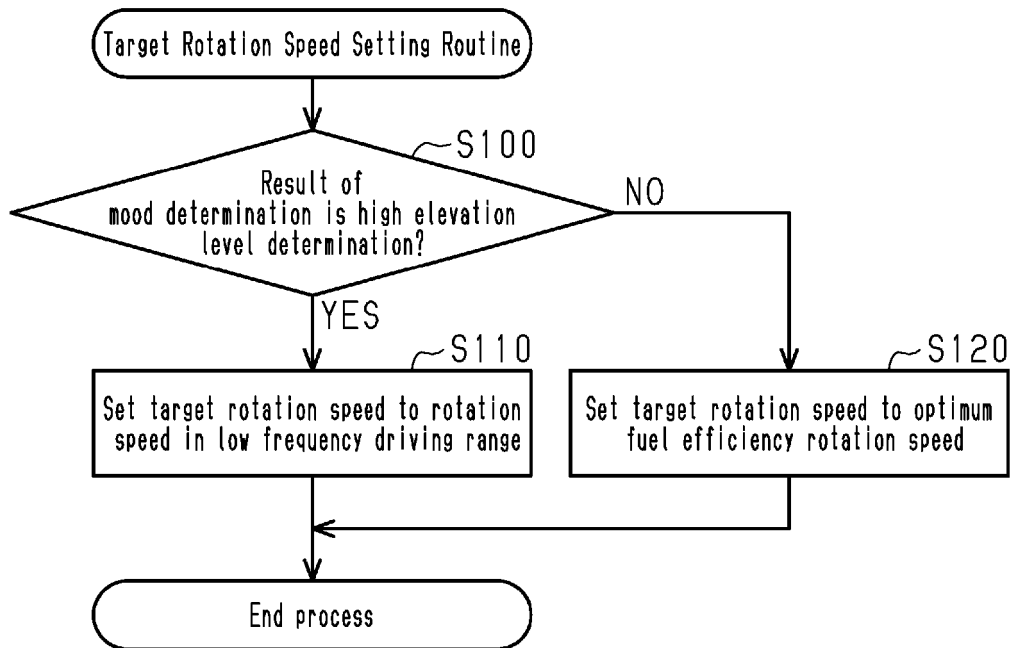 Target Rotation Speed Setting Routine
S100
Result of
mood determination is high elevation
level determination?
NO
YES
S110
Set target rotation speed to rotation
speed in low frequency driving range
S120
Set target rotation speed to optimum
fuel efficiency rotation speed
End process